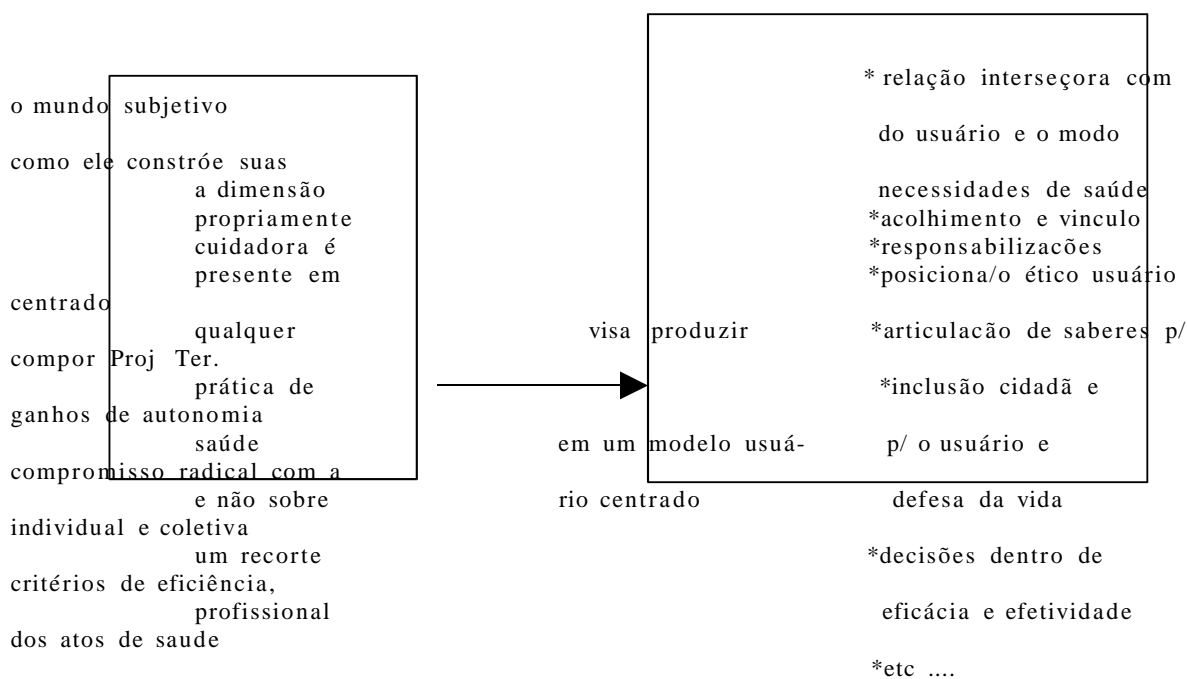 * relação interseçora com
o mundo subjetivo
do usuário e o modo
como ele constróe suas
a dimensão necessidades de saúde
propriamente *acolhimento e vinculo
cuidadora é *responsabilizacões
presente em *posiciona/o ético usuário
centrado
qualquer visa produzir *articulacão de saberes p/
compor Proj Ter.
prática de *inclusão cidadã e
ganhos de autonomia
saúde em um modelo usuá- p/ o usuário e
compromisso radical com a
e não sobre rio centrado defesa da vida
individual e coletiva
um recorte *decisões dentro de
critérios de eficiência,
profissional eficácia e efetividade
dos atos de saude
*etc ....